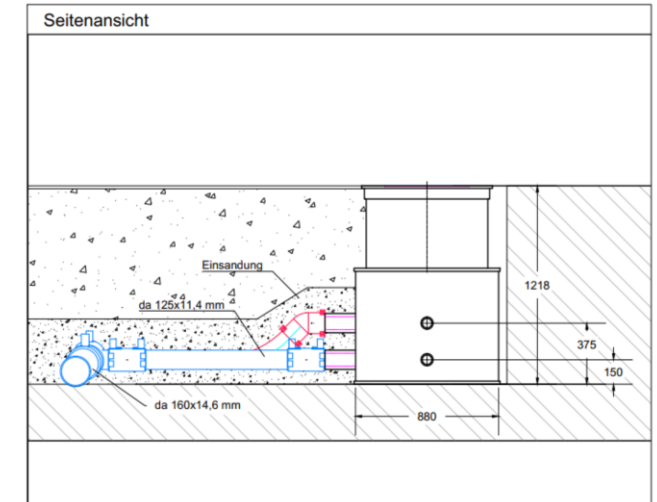 Seitenansicht
Einsandung
da 125x11,4 mm
1218
375
150
da 160x14,6 mm
880